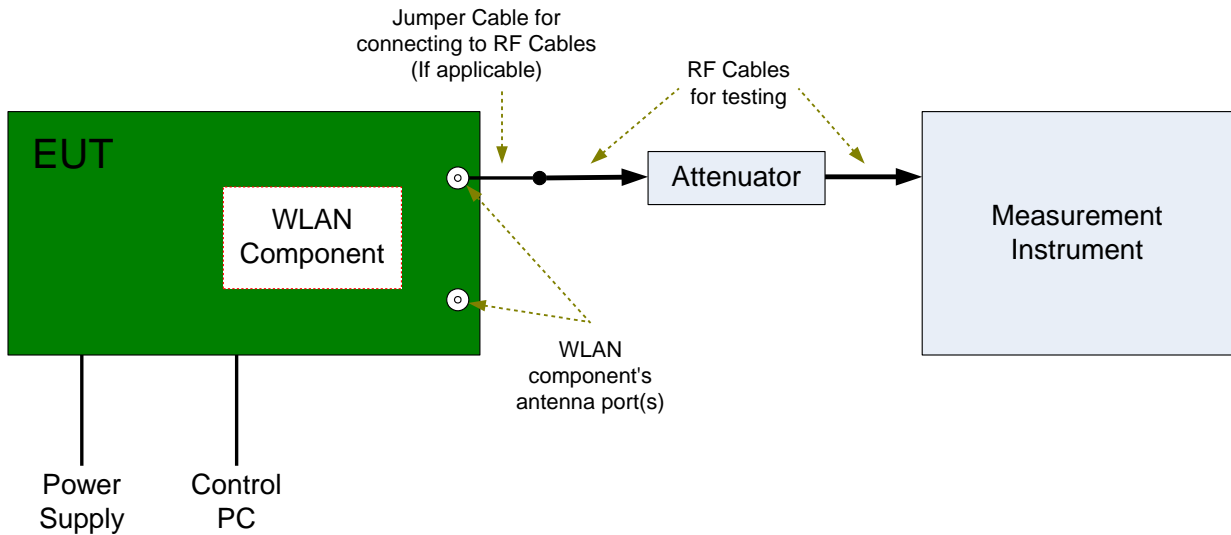 Jumper Cable for
connecting to RF Cables
(If applicable)
RF Cables
for testing
EUT
WLAN
Component
Attenuator
Measurement
Instrument
WLAN
component's
antenna port(s)
Power
Supply
Control
PC